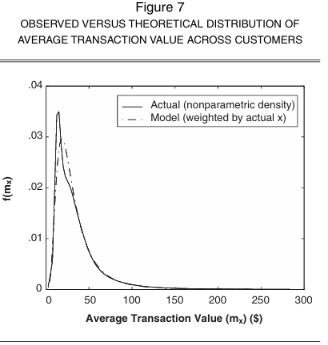 Figure 7
OBSERVED VERSUS THEORETICAL DISTRIBUTION OF
AVERAGE TRANSACTION VALUE ACROSS CUSTOMERS
.04
.03
.02
.01
0
f(mx)
Actual (nonparametric density)
Model (weighted by actual x)
0 50 100 150 200 250 300
Average Transaction Value (mx) ($)